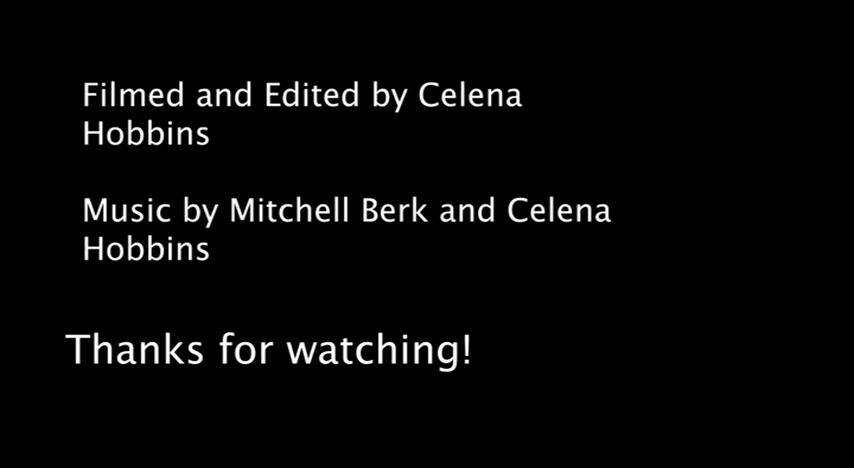 Filmed and Edited by Celena
Hobbins
Music by Mitchell Berk and Celena
Hobbins
Thanks for watching!